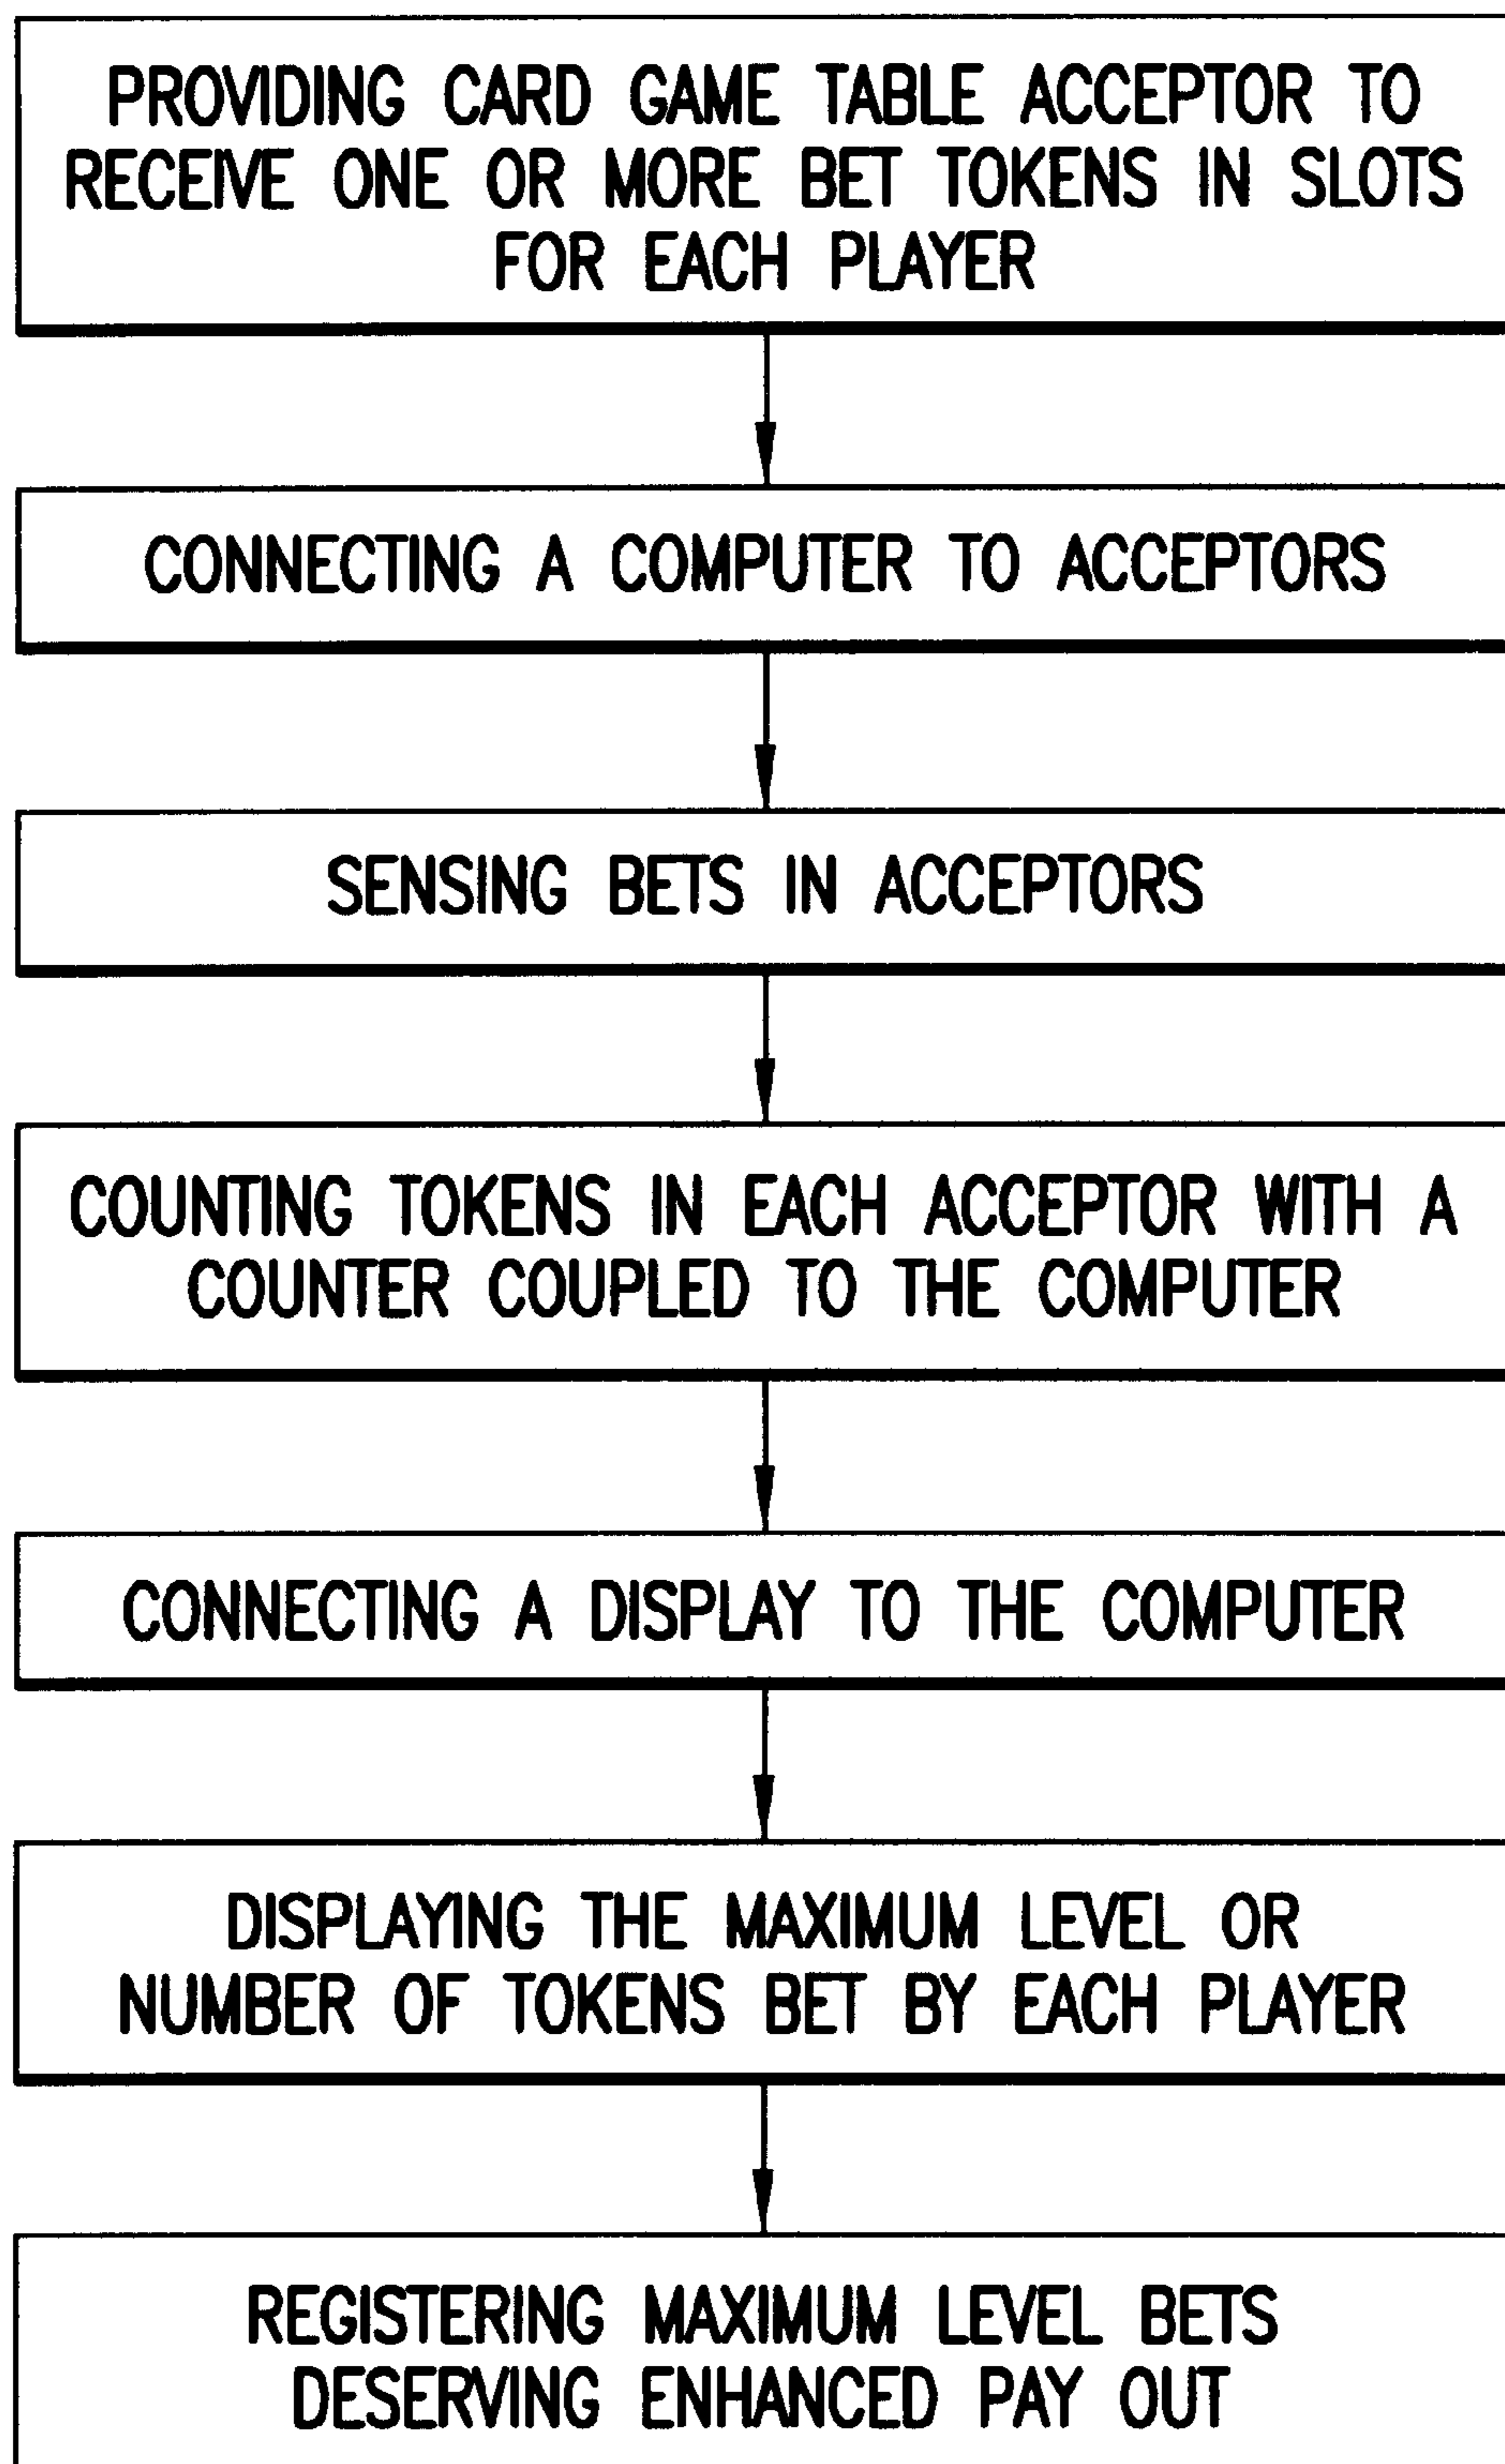 PROVIDING CARD GAME TABLE ACCEPTOR TO
RECEIVE ONE OR MORE BET TOKENS IN SLOTS
FOR EACH PLAYER
CONNECTING A COMPUTER TO ACCEPTORS
SENSING BETS IN ACCEPTORS
COUNTING TOKENS IN EACH ACCEPTOR WITH A
COUNTER COUPLED TO THE COMPUTER
CONNECTING A DISPLAY TO THE COMPUTER
DISPLAYING THE MAXIMUM LEVEL OR
NUMBER OF TOKENS BET BY EACH PLAYER
REGISTERING MAXIMUM LEVEL BETS
DESERVING ENHANCED PAY OUT